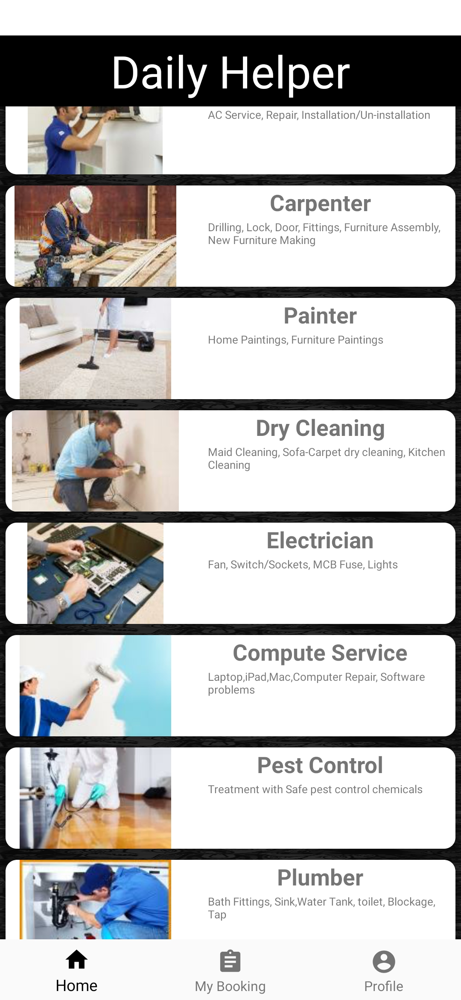 Daily Helper
AC Service, Repair, Installation/Un-installation
Carpenter
Drilling, Lock, Door, Fittings, Furniture Assembly,
New Furniture Making
Painter
Home Paintings, Furniture Paintings
Dry Cleaning
Maid Cleaning, Sofa-Carpet dry cleaning, Kitchen
Cleaning
Electrician
Fan, Switch/Sockets, MCB Fuse, Lights
Compute Service
Laptop,iPad,Mac,Computer Repair, Software
problems
Pest Control
Treatment with Safe pest control chemicals
Plumber
Bath Fittings, Sink,Water Tank, toilet, Blockage,
Tap
Home
My Booking
Profile